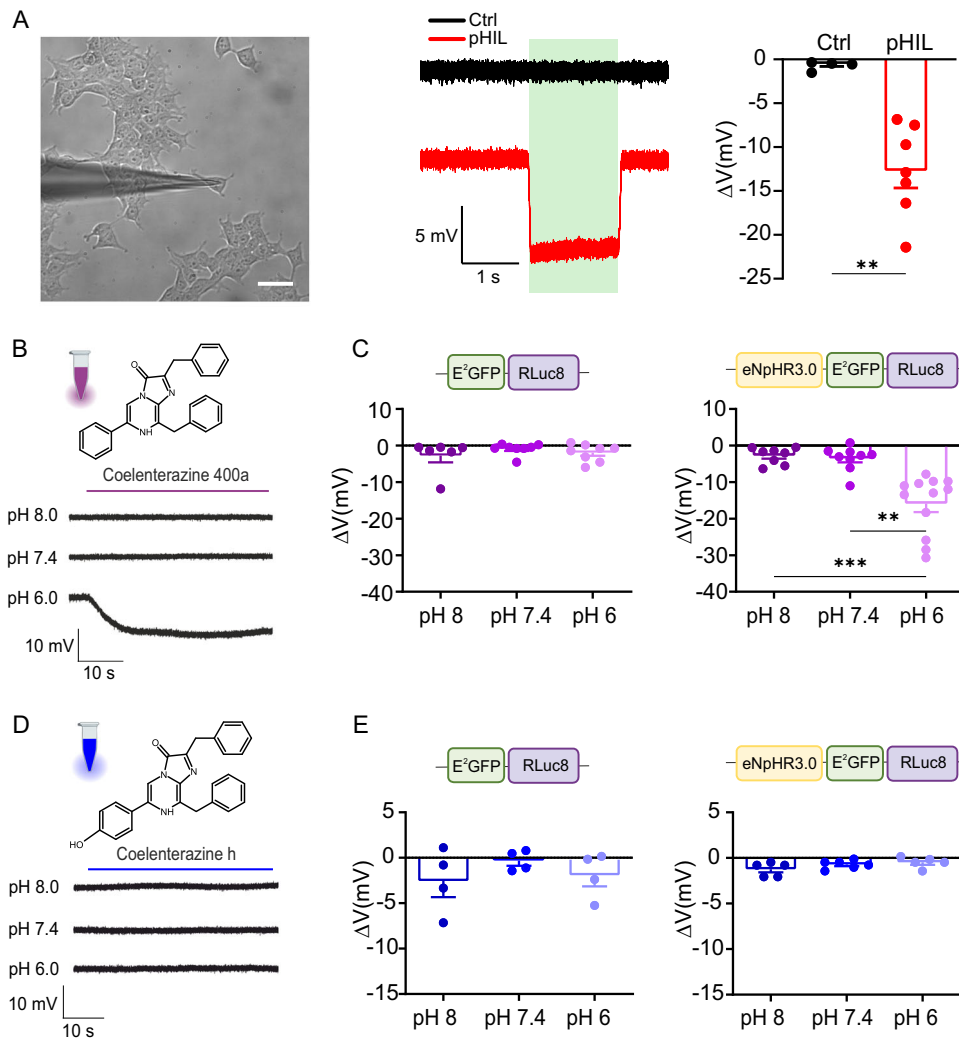 A
Ctrl
pHIL
5 mV
1 s
Ctrl pHIL
ΔV(mV)
0
-5
-10
-15
-20
-25
**
B
O
N
N
NH
Coelenterazine 400a
pH 8.0
pH 7.4
pH 6.0
10 mV
10 s
C
E²GFP RLuc8
ΔV(mV)
10
0
-10
-20
-30
-40
pH 8 pH 7.4 pH 6
eNpHR3.0 E²GFP RLuc8
ΔV(mV)
10
0
-10
-20
-30
-40
**
***
pH 8 pH 7.4 pH 6
D
O
N
N
NH
HO
Coelenterazine h
pH 8.0
pH 7.4
pH 6.0
10 mV
10 s
E
E²GFP RLuc8
ΔV(mV)
5
0
-5
-10
-15
pH 8 pH 7.4 pH 6
eNpHR3.0 E²GFP RLuc8
ΔV(mV)
5
0
-5
-10
-15
pH 8 pH 7.4 pH 6